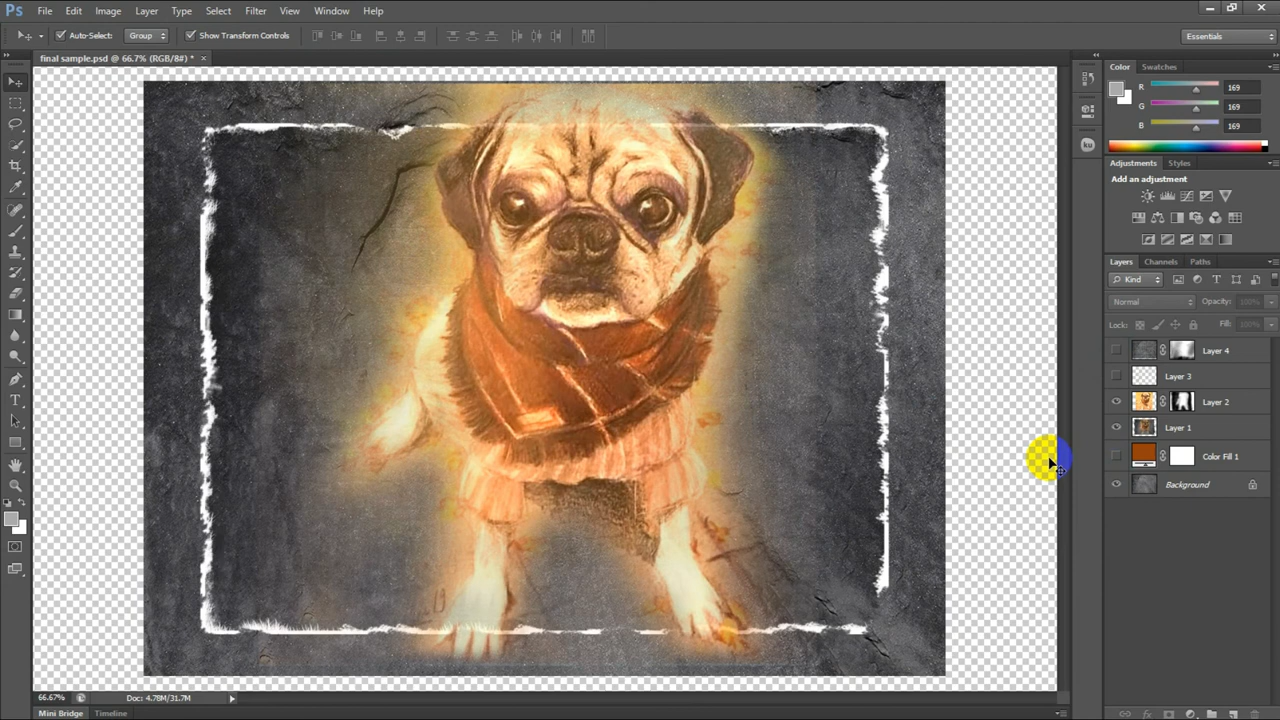 Ps File Edit Image Layer Type Select Filter View Window Help
Auto-Select: Group Show Transform Controls Essentials
final sample.psd @ 66.7% (RGB/8#) * ×
Color Swatches
R 169
G 169
B 169
Adjustments Styles
Add an adjustment
Layers Channels Paths
Kind
Normal Opacity: 100%
Lock: Fill: 100%
Layer 4
Layer 3
Layer 2
Layer 1
Color Fill 1
Background
ku
66.67% Doc: 4.78M/31.7M
Mini Bridge Timeline